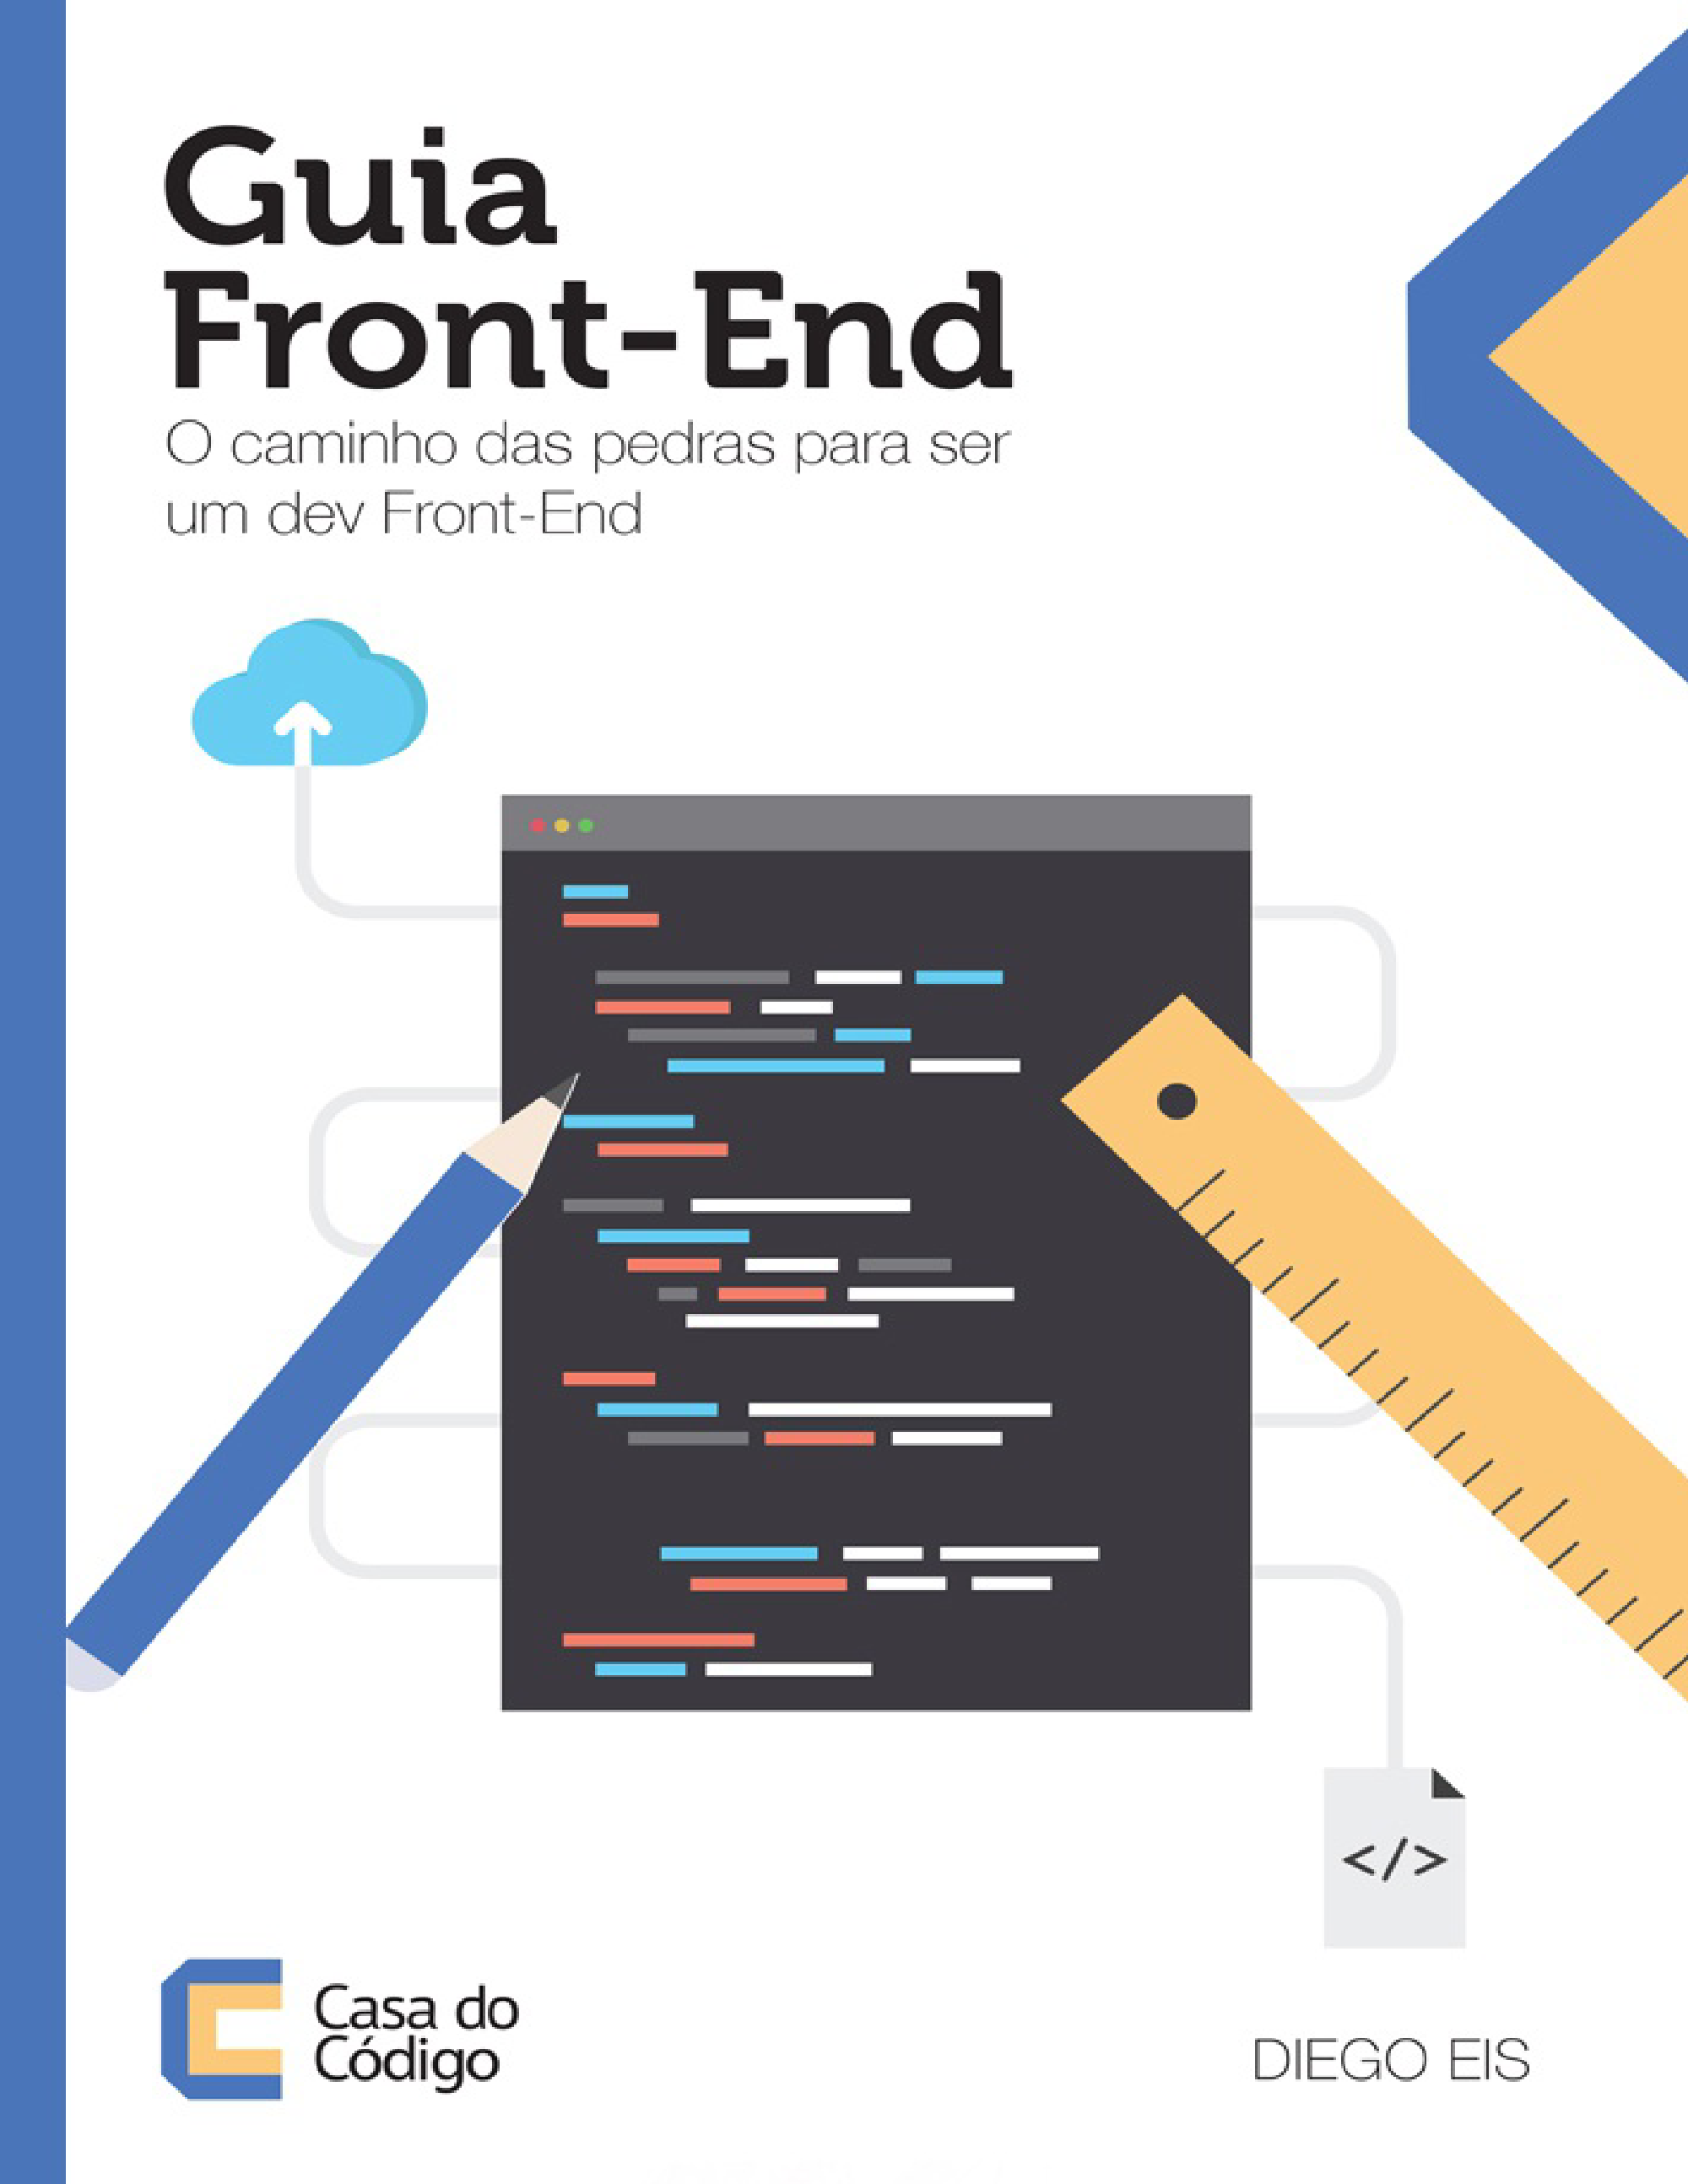 Guia
Front-End
O caminho das pedras para ser
um dev Front-End
</>
Casa do
Código
DIEGO EIS